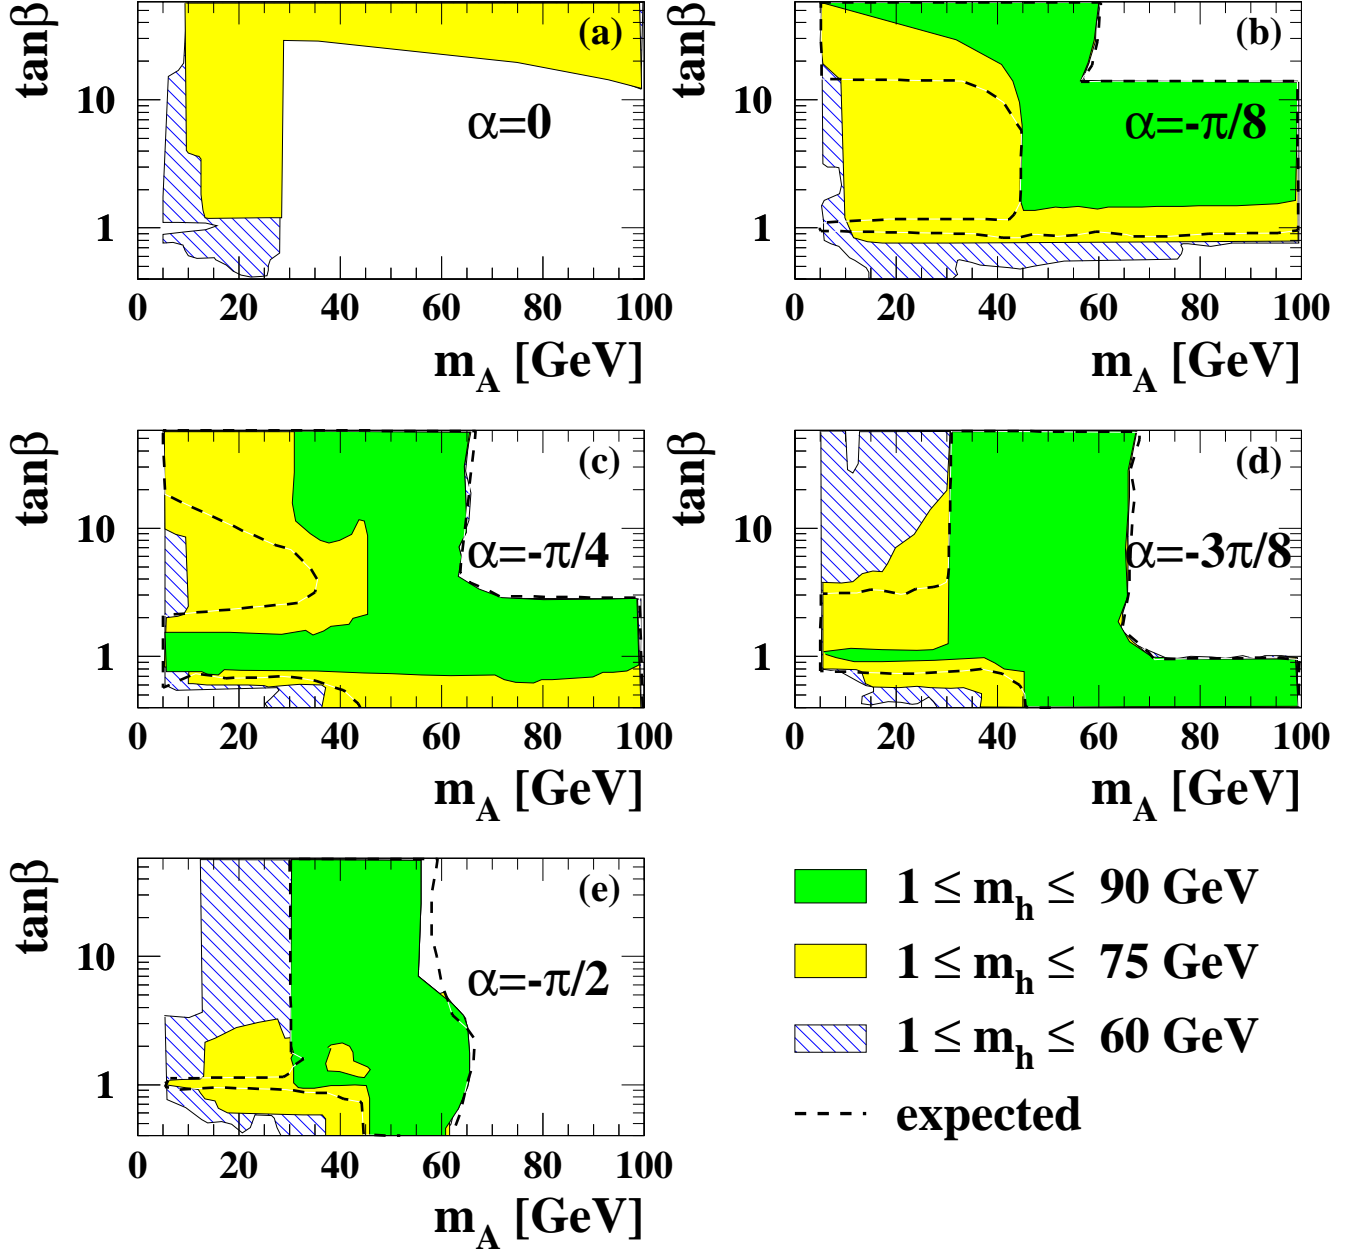 tanβ
(a)
α=0
10
1
0 20 40 60 80 100
m_A [GeV]
tanβ
(b)
α=-π/8
10
1
0 20 40 60 80 100
m_A [GeV]
tanβ
(c)
α=-π/4
10
1
0 20 40 60 80 100
m_A [GeV]
tanβ
(d)
α=-3π/8
10
1
0 20 40 60 80 100
m_A [GeV]
tanβ
(e)
α=-π/2
10
1
0 20 40 60 80 100
m_A [GeV]
1 ≤ m_h ≤ 90 GeV
1 ≤ m_h ≤ 75 GeV
1 ≤ m_h ≤ 60 GeV
expected